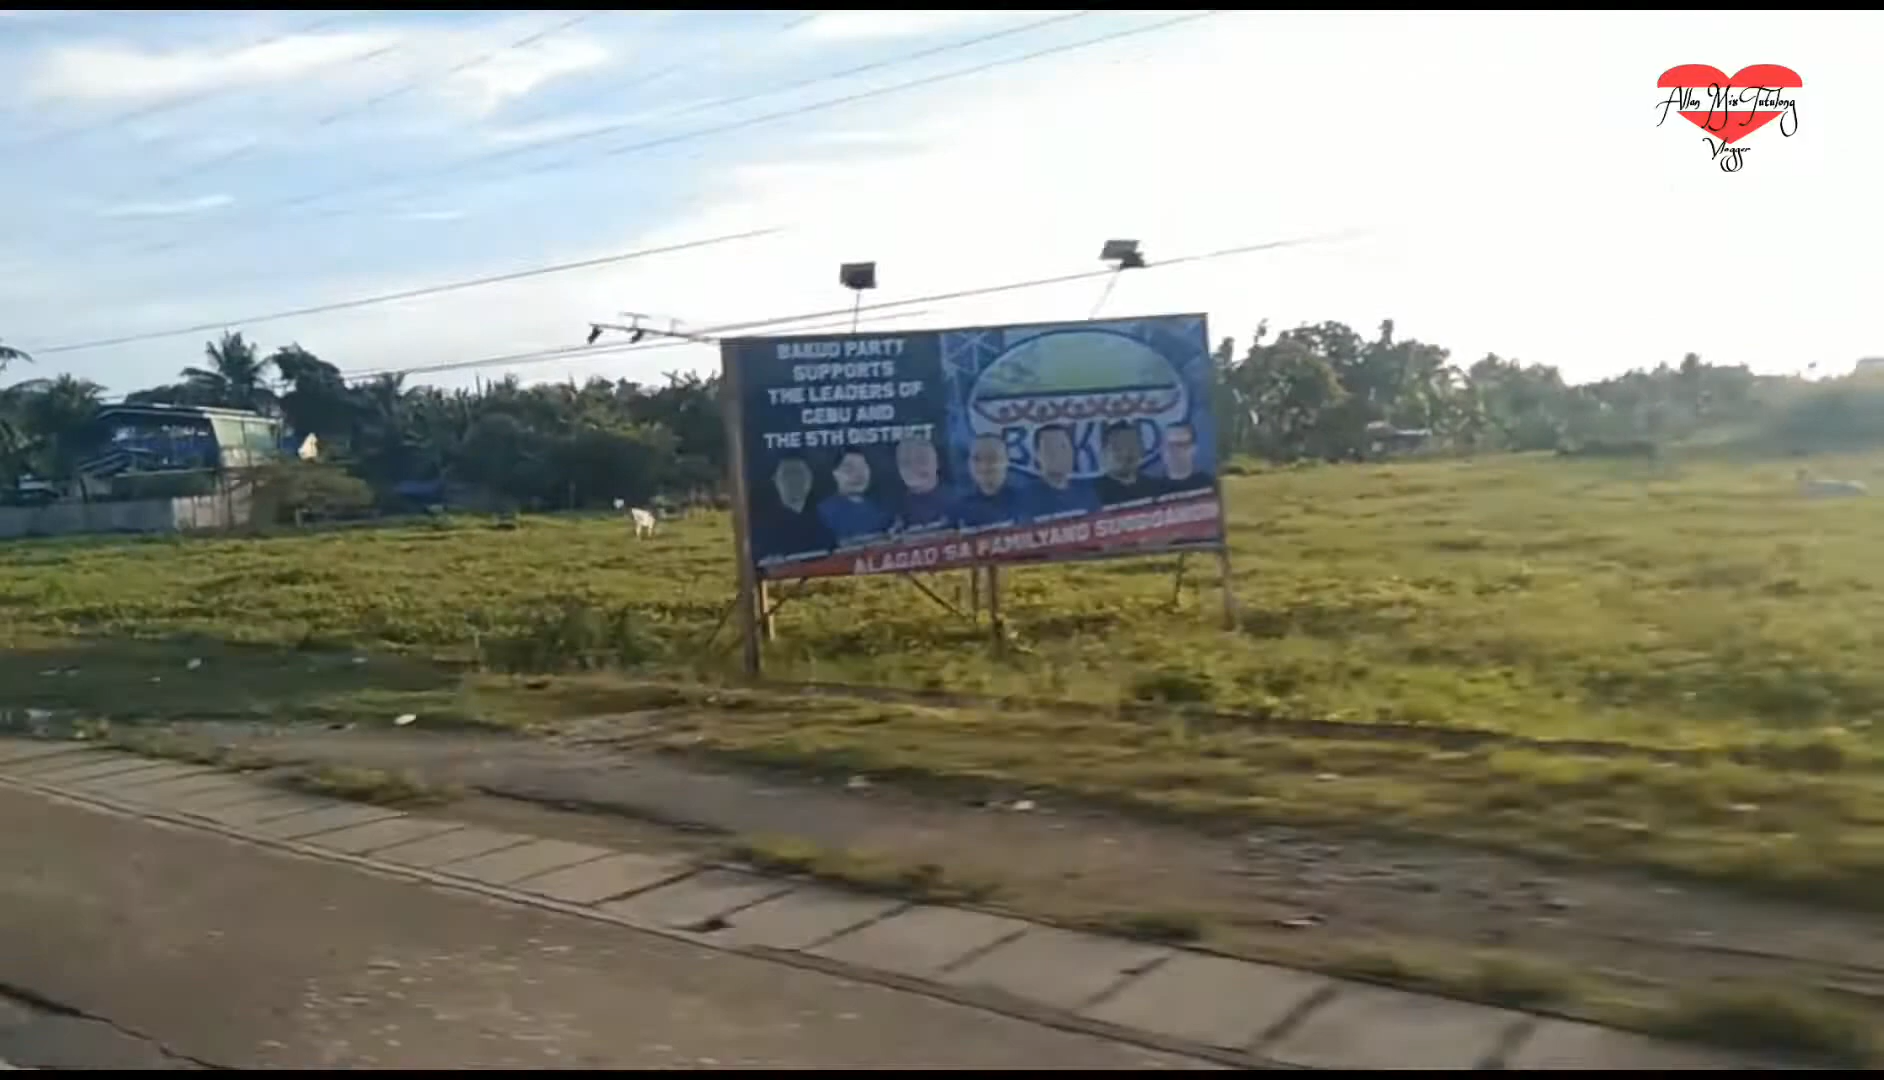 Allan Mix Tutulong
Vlogger
BAKUD PARTY
SUPPORTS
THE LEADERS OF
CEBU AND
THE 5TH DISTRICT
BAKUD
ALAGAD SA PAMILYANG SUGBOANON